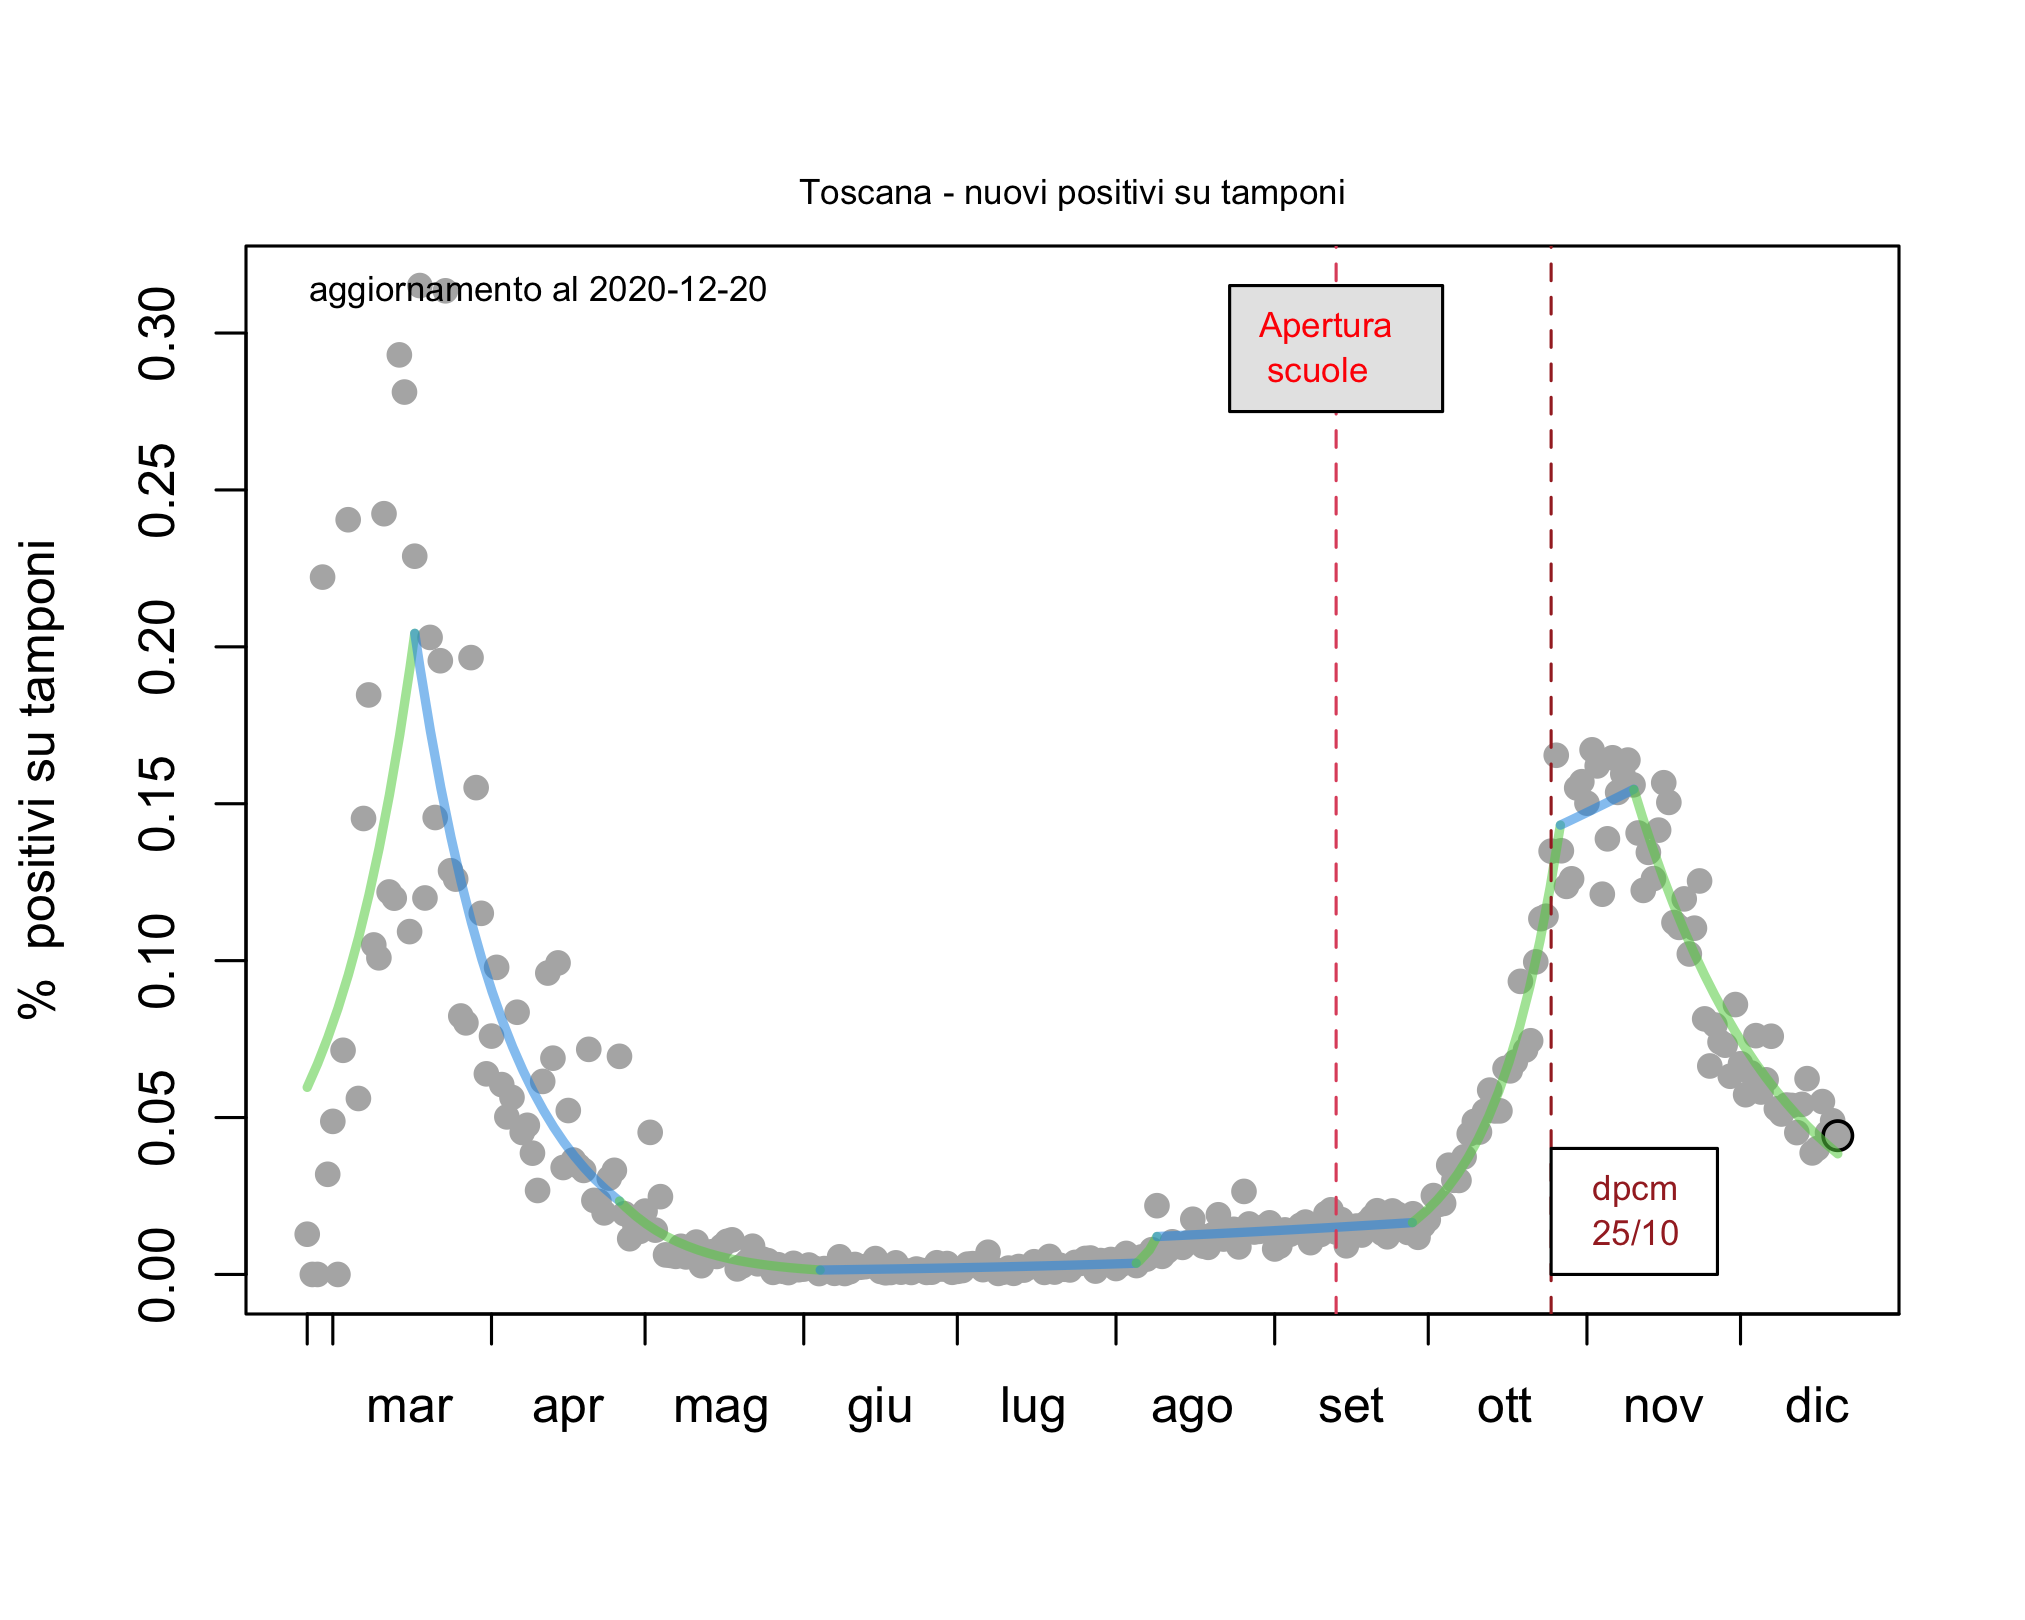 Toscana - nuovi positivi su tamponi
aggiornamento al 2020-12-20
Apertura
scuole
dpcm
25/10
% positivi su tamponi
0.30
0.25
0.20
0.15
0.10
0.05
0.00
mar apr mag giu lug ago set ott nov dic